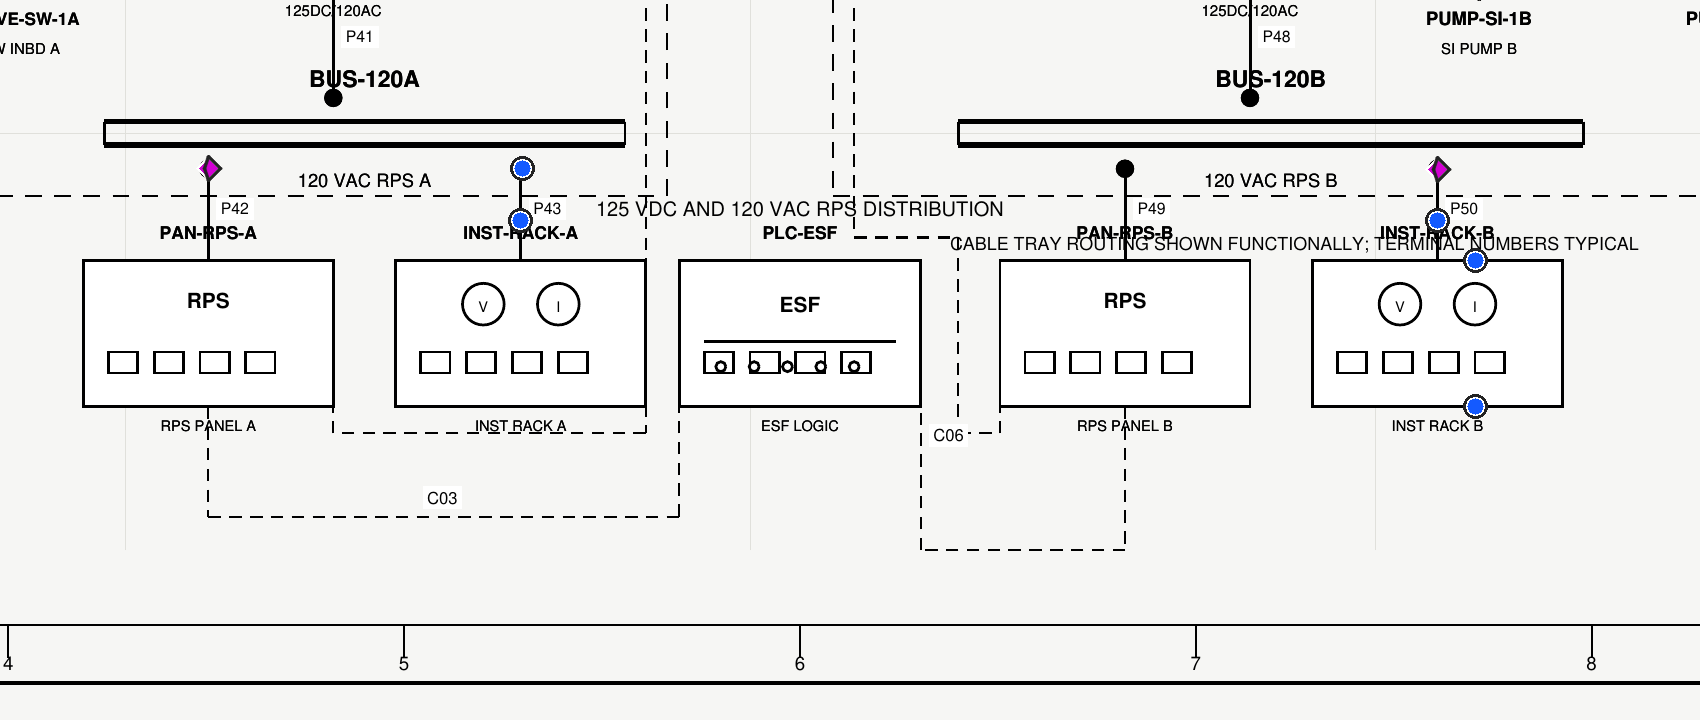 125DC/120AC
125DC/120AC
VE-SW-1A
PUMP-SI-1B
P41
P48
INBD A
SI PUMP B
BUS-120A
BUS-120B
120 VAC RPS A
120 VAC RPS B
P42
P43
125 VDC AND 120 VAC RPS DISTRIBUTION
P49
P50
PAN-RPS-A
INST-RACK-A
PLC-ESF
PAN-RPS-B
INST-RACK-B
CABLE TRAY ROUTING SHOWN FUNCTIONALLY; TERMINAL NUMBERS TYPICAL
RPS
V
I
ESF
RPS
V
I
RPS PANEL A
INST RACK A
ESF LOGIC
C06
RPS PANEL B
INST RACK B
C03
4
5
6
7
8